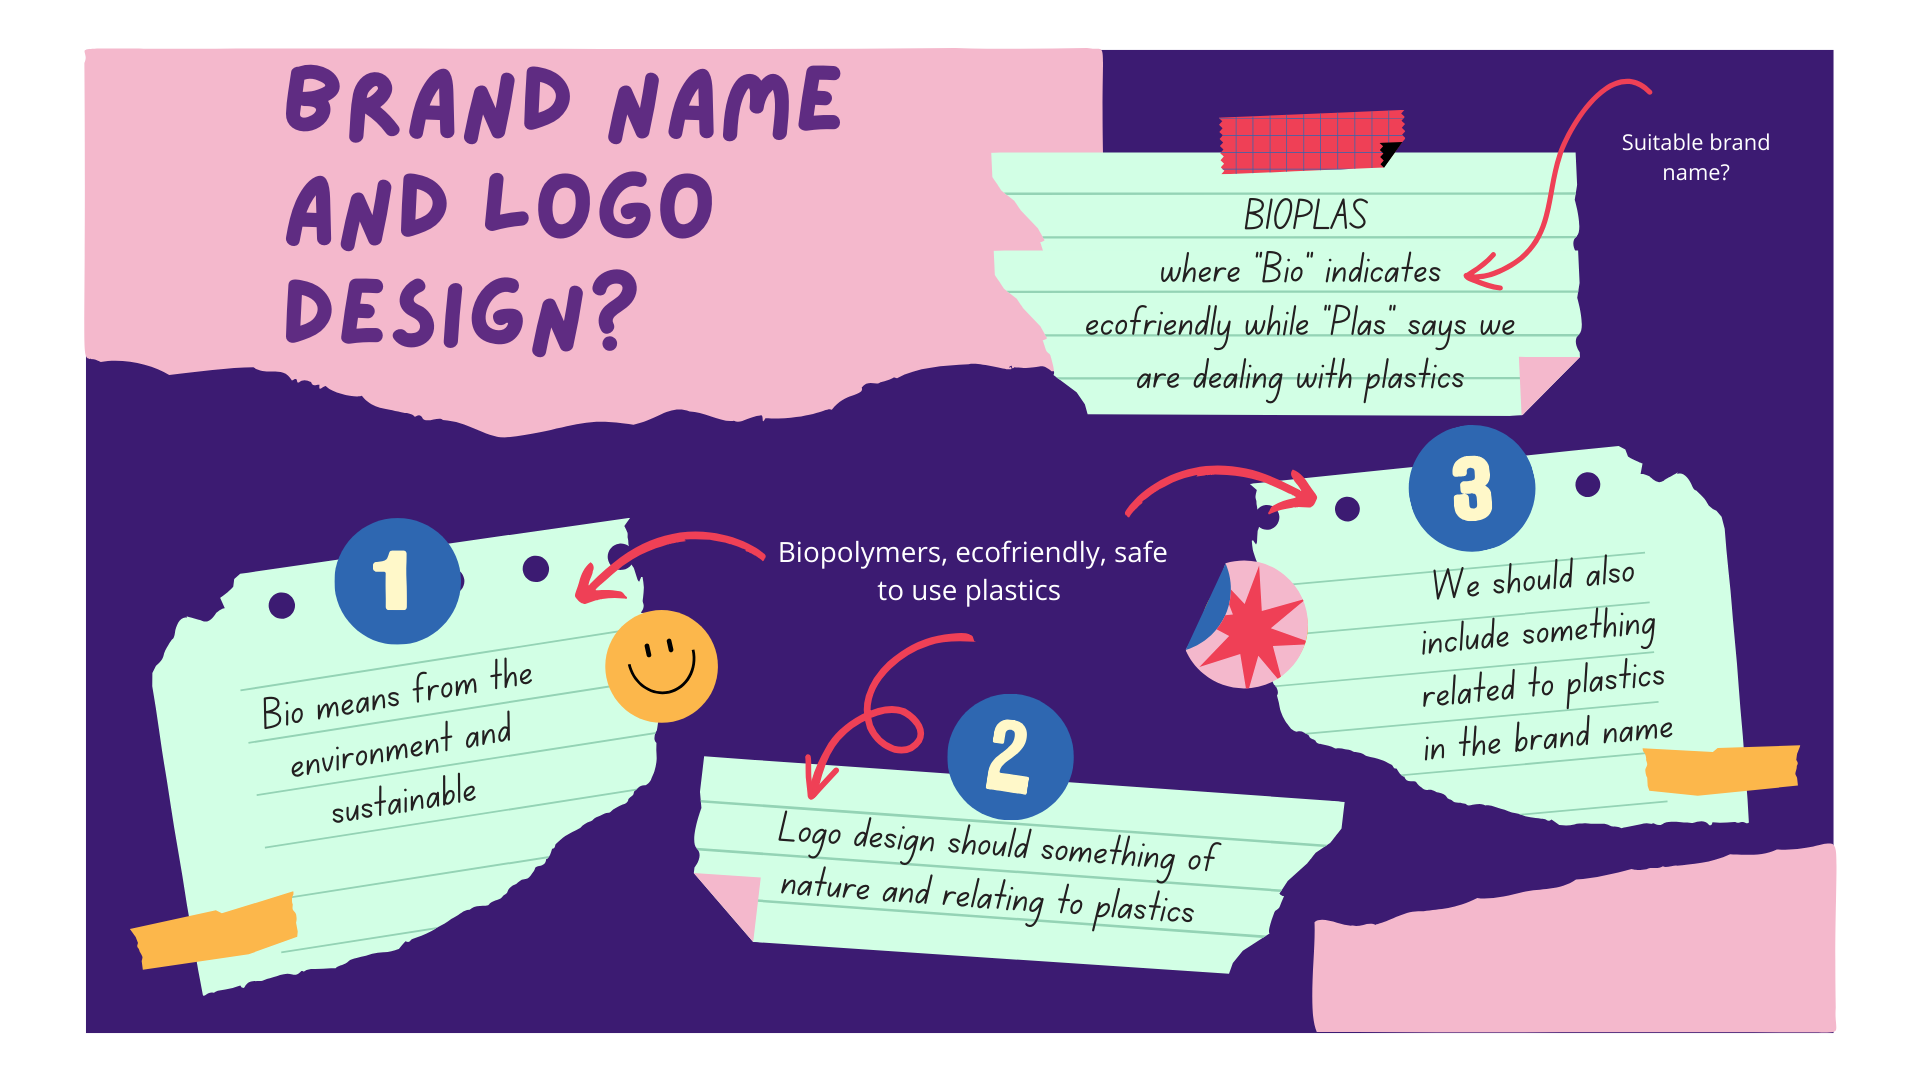 BRAND NAME
AND LOGO
DESIGN?
Suitable brand
name?
BIOPLAS
where "Bio" indicates
ecofriendly while "Plas" says we
are dealing with plastics
Biopolymers, ecofriendly, safe
to use plastics
1
Bio means from the
environment and
sustainable
2
Logo design should something of
nature and relating to plastics
3
We should also
include something
related to plastics
in the brand name